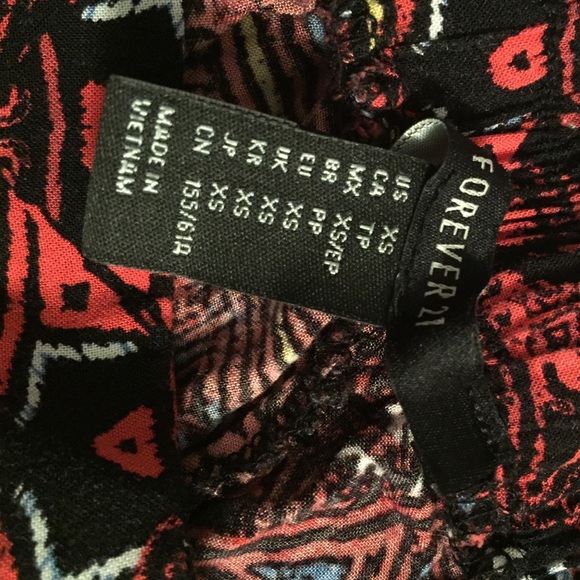 FOREVER 21
US XS
CA TP
MX XS/EP
BR PP
EU XS
UK XS
KR XS
JP XS
CN 155/61A
MADE IN
VIETNAM